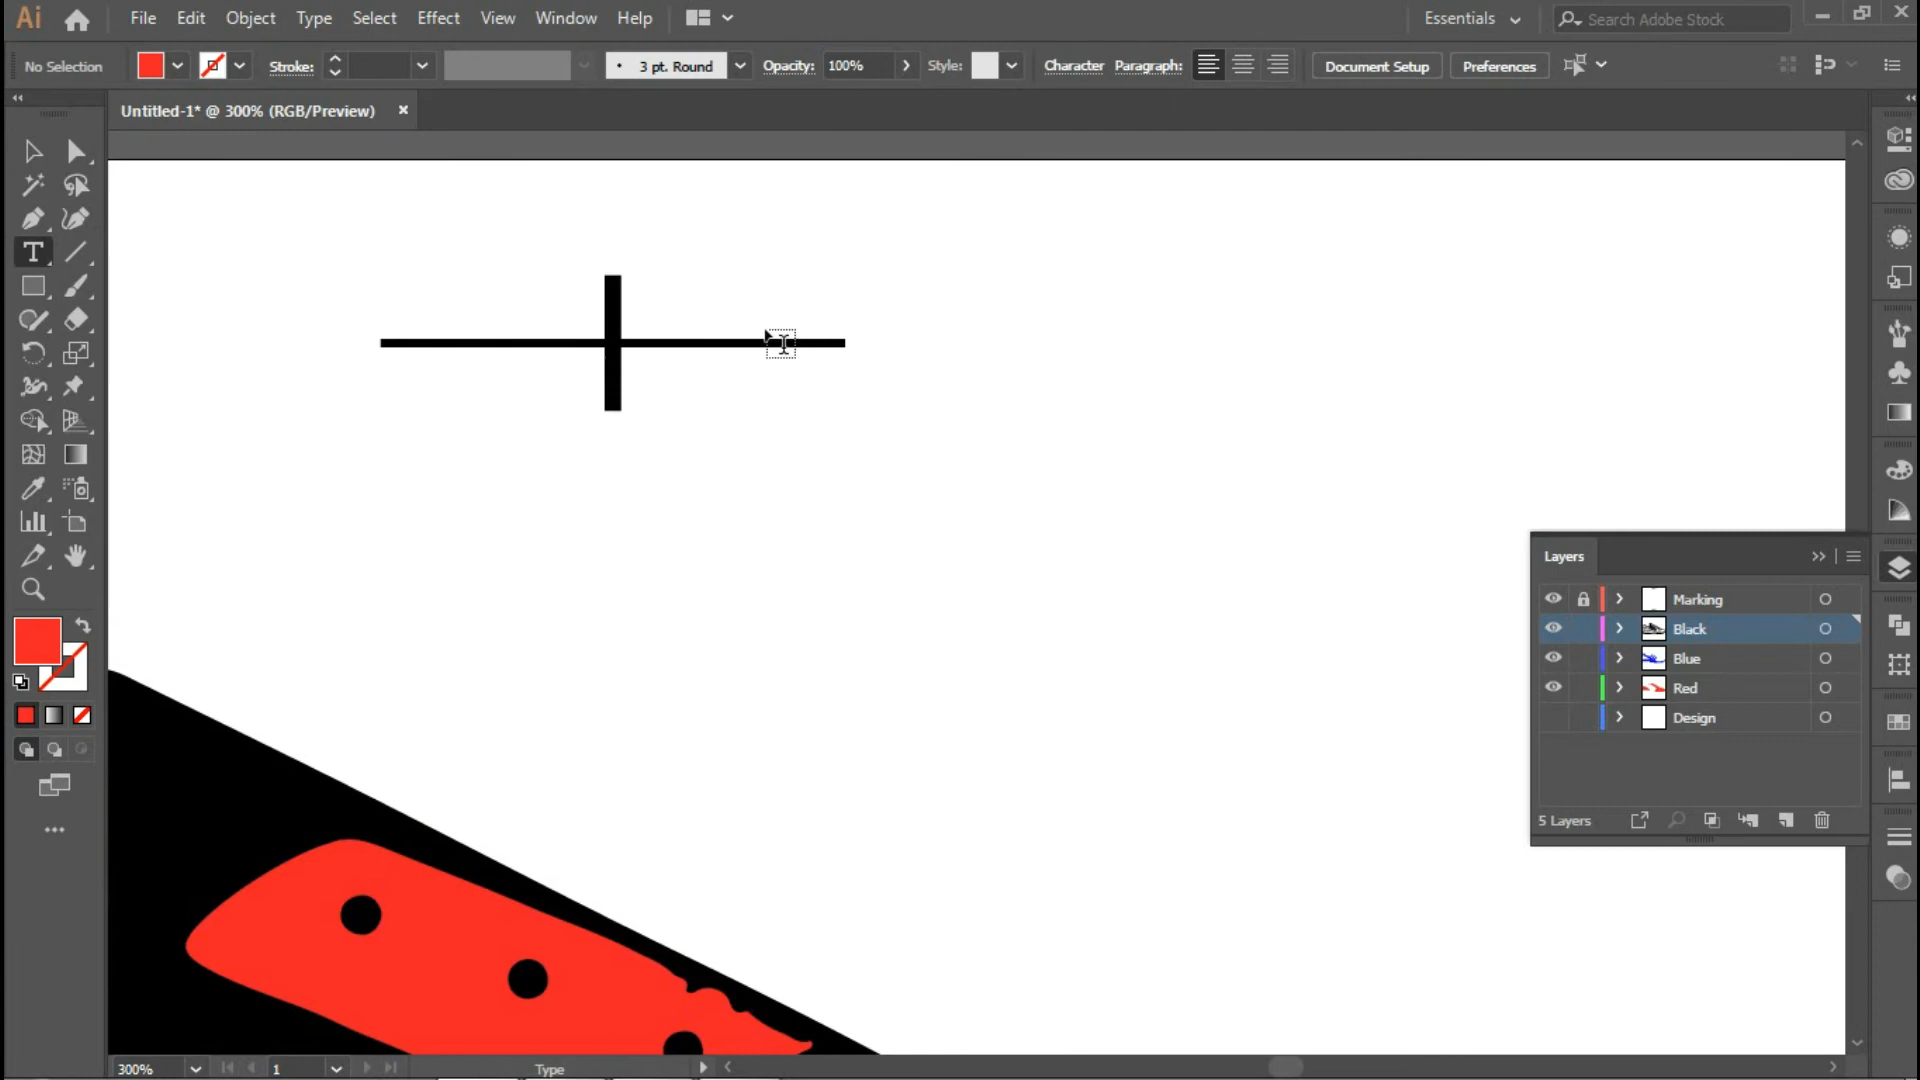 Ai File Edit Object Type Select Effect View Window Help Essentials Search Adobe Stock
No Selection Stroke: 3 pt. Round Opacity: 100% Style: Character Paragraph: Document Setup Preferences
Untitled-1* @ 300% (RGB/Preview)
Layers
Marking
Black
Blue
Red
Design
5 Layers
300% 1 Type